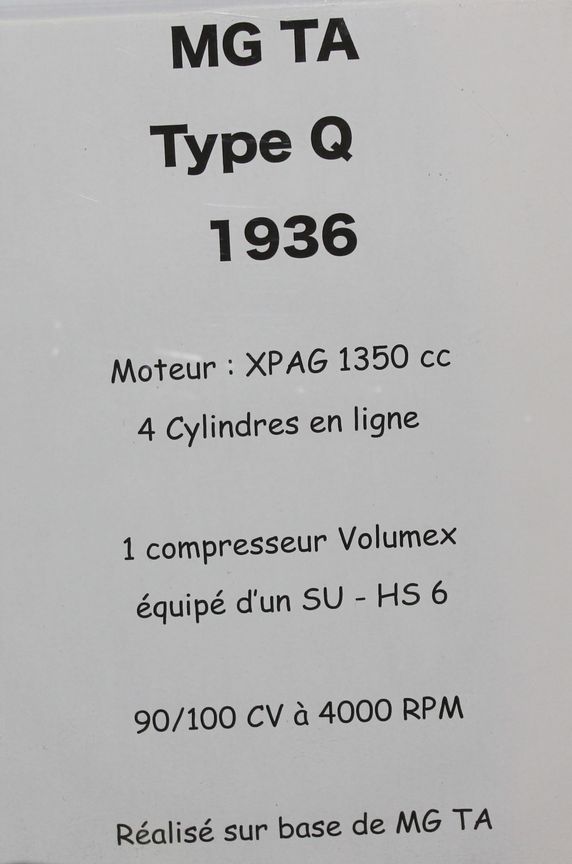 MG TA
Type Q
1936
Moteur : XPAG 1350 cc
4 Cylindres en ligne
1 compresseur Volumex
équipé d'un SU - HS 6
90/100 CV à 4000 RPM
Réalisé sur base de MG TA